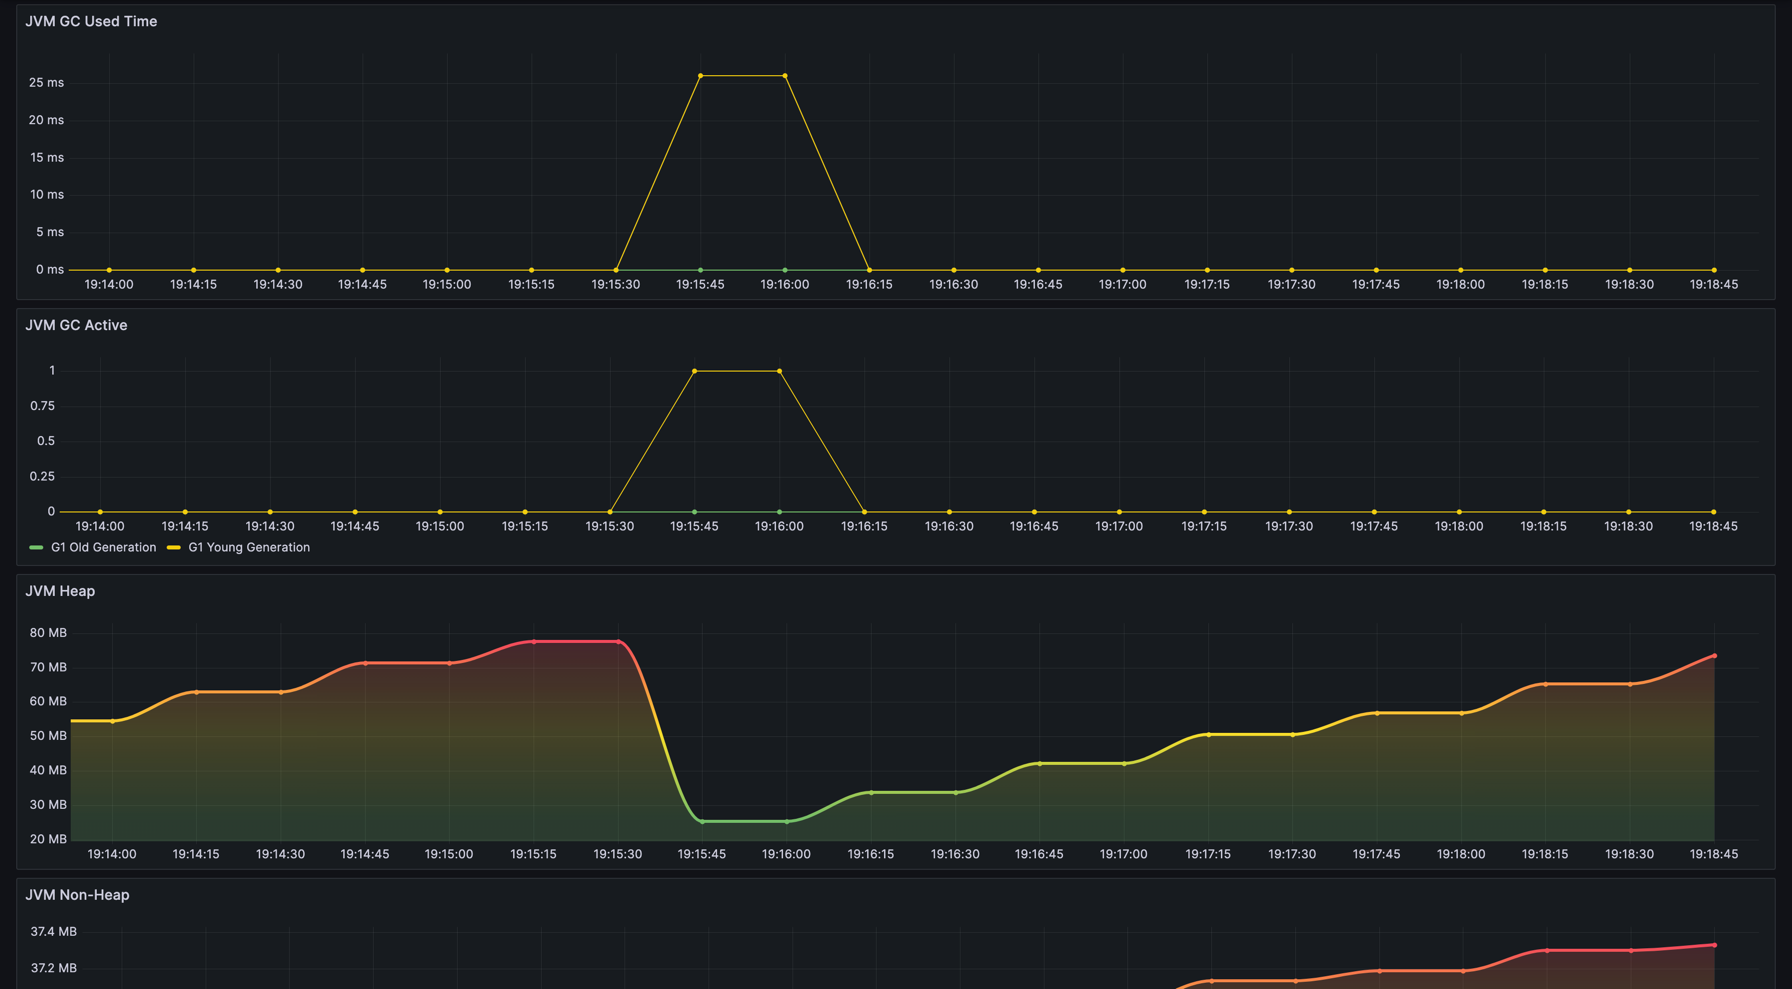 JVM GC Used Time
25 ms
20 ms
15 ms
10 ms
5 ms
0 ms
19:14:00 19:14:15 19:14:30 19:14:45 19:15:00 19:15:15 19:15:30 19:15:45 19:16:00 19:16:15 19:16:30 19:16:45 19:17:00 19:17:15 19:17:30 19:17:45 19:18:00 19:18:15 19:18:30 19:18:45
JVM GC Active
1
0.75
0.5
0.25
0
19:14:00 19:14:15 19:14:30 19:14:45 19:15:00 19:15:15 19:15:30 19:15:45 19:16:00 19:16:15 19:16:30 19:16:45 19:17:00 19:17:15 19:17:30 19:17:45 19:18:00 19:18:15 19:18:30 19:18:45
G1 Old Generation G1 Young Generation
JVM Heap
80 MB
70 MB
60 MB
50 MB
40 MB
30 MB
20 MB
19:14:00 19:14:15 19:14:30 19:14:45 19:15:00 19:15:15 19:15:30 19:15:45 19:16:00 19:16:15 19:16:30 19:16:45 19:17:00 19:17:15 19:17:30 19:17:45 19:18:00 19:18:15 19:18:30 19:18:45
JVM Non-Heap
37.4 MB
37.2 MB